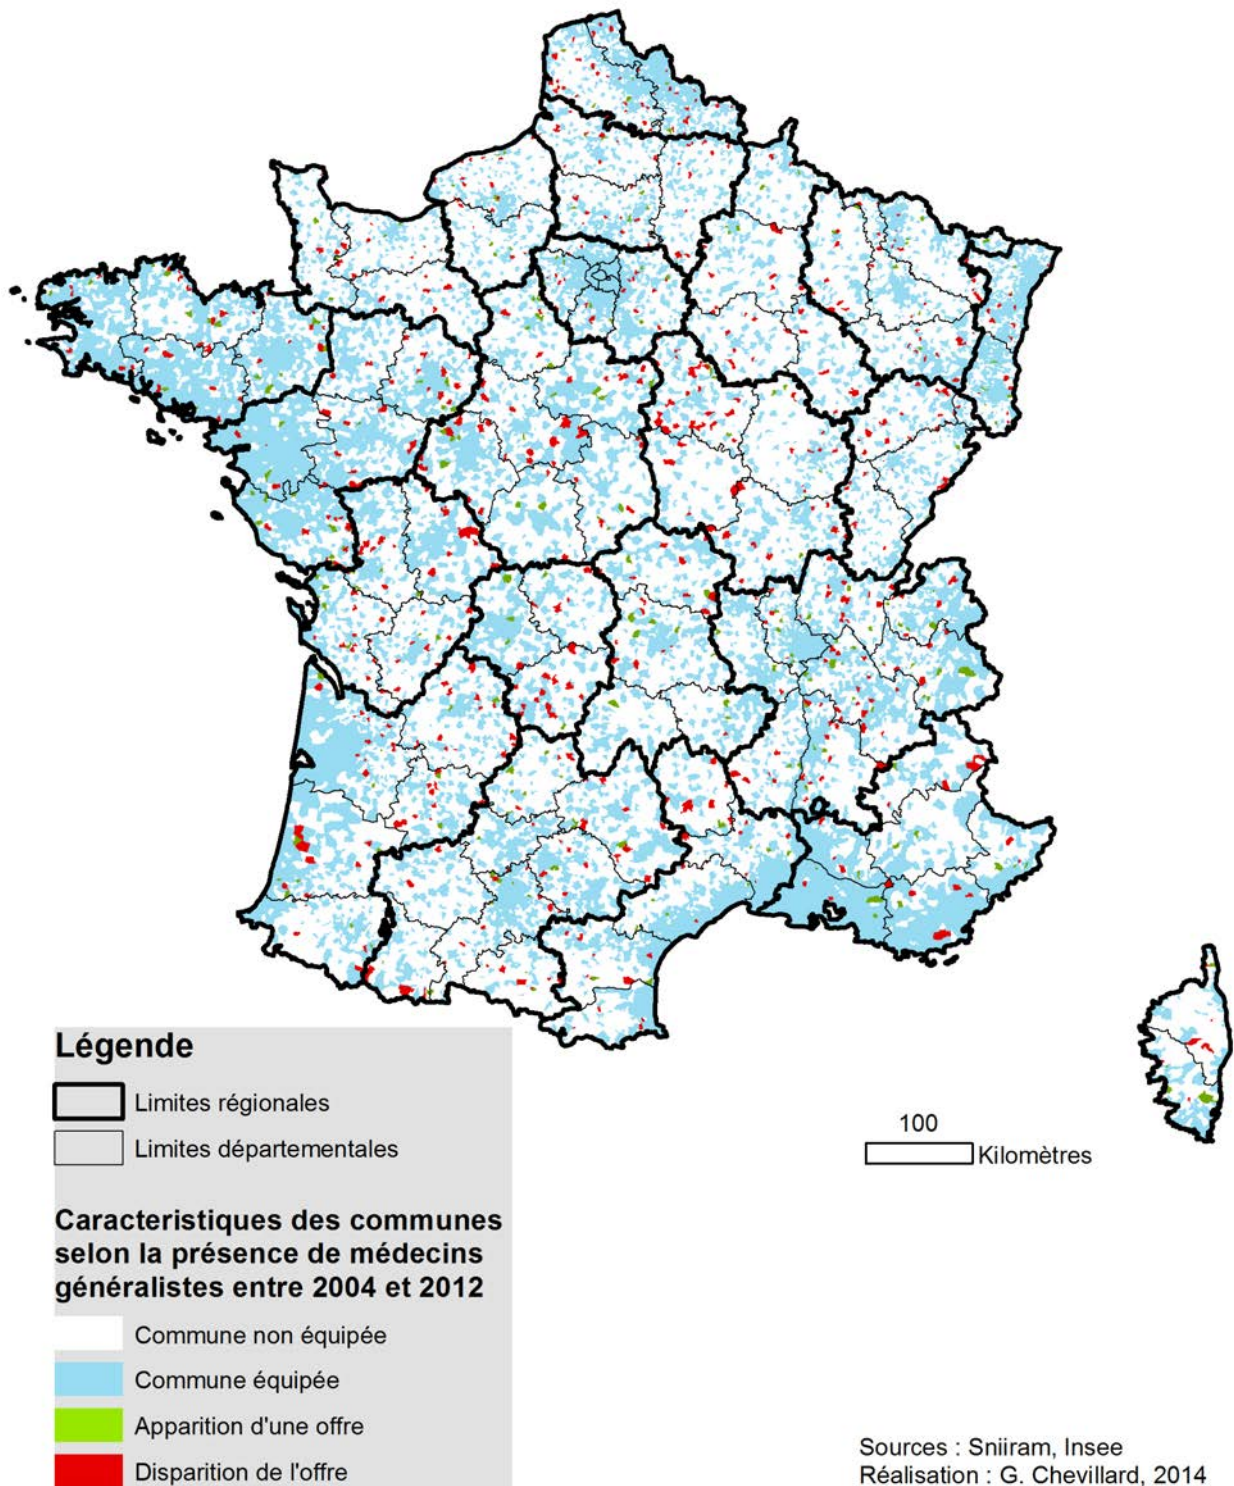 Légende
Limites régionales
Limites départementales
100
Kilomètres
Caracteristiques des communes
selon la présence de médecins
généralistes entre 2004 et 2012
Commune non équipée
Commune équipée
Apparition d'une offre
Disparition de l'offre
Sources : Sniiram, Insee
Réalisation : G. Chevillard, 2014